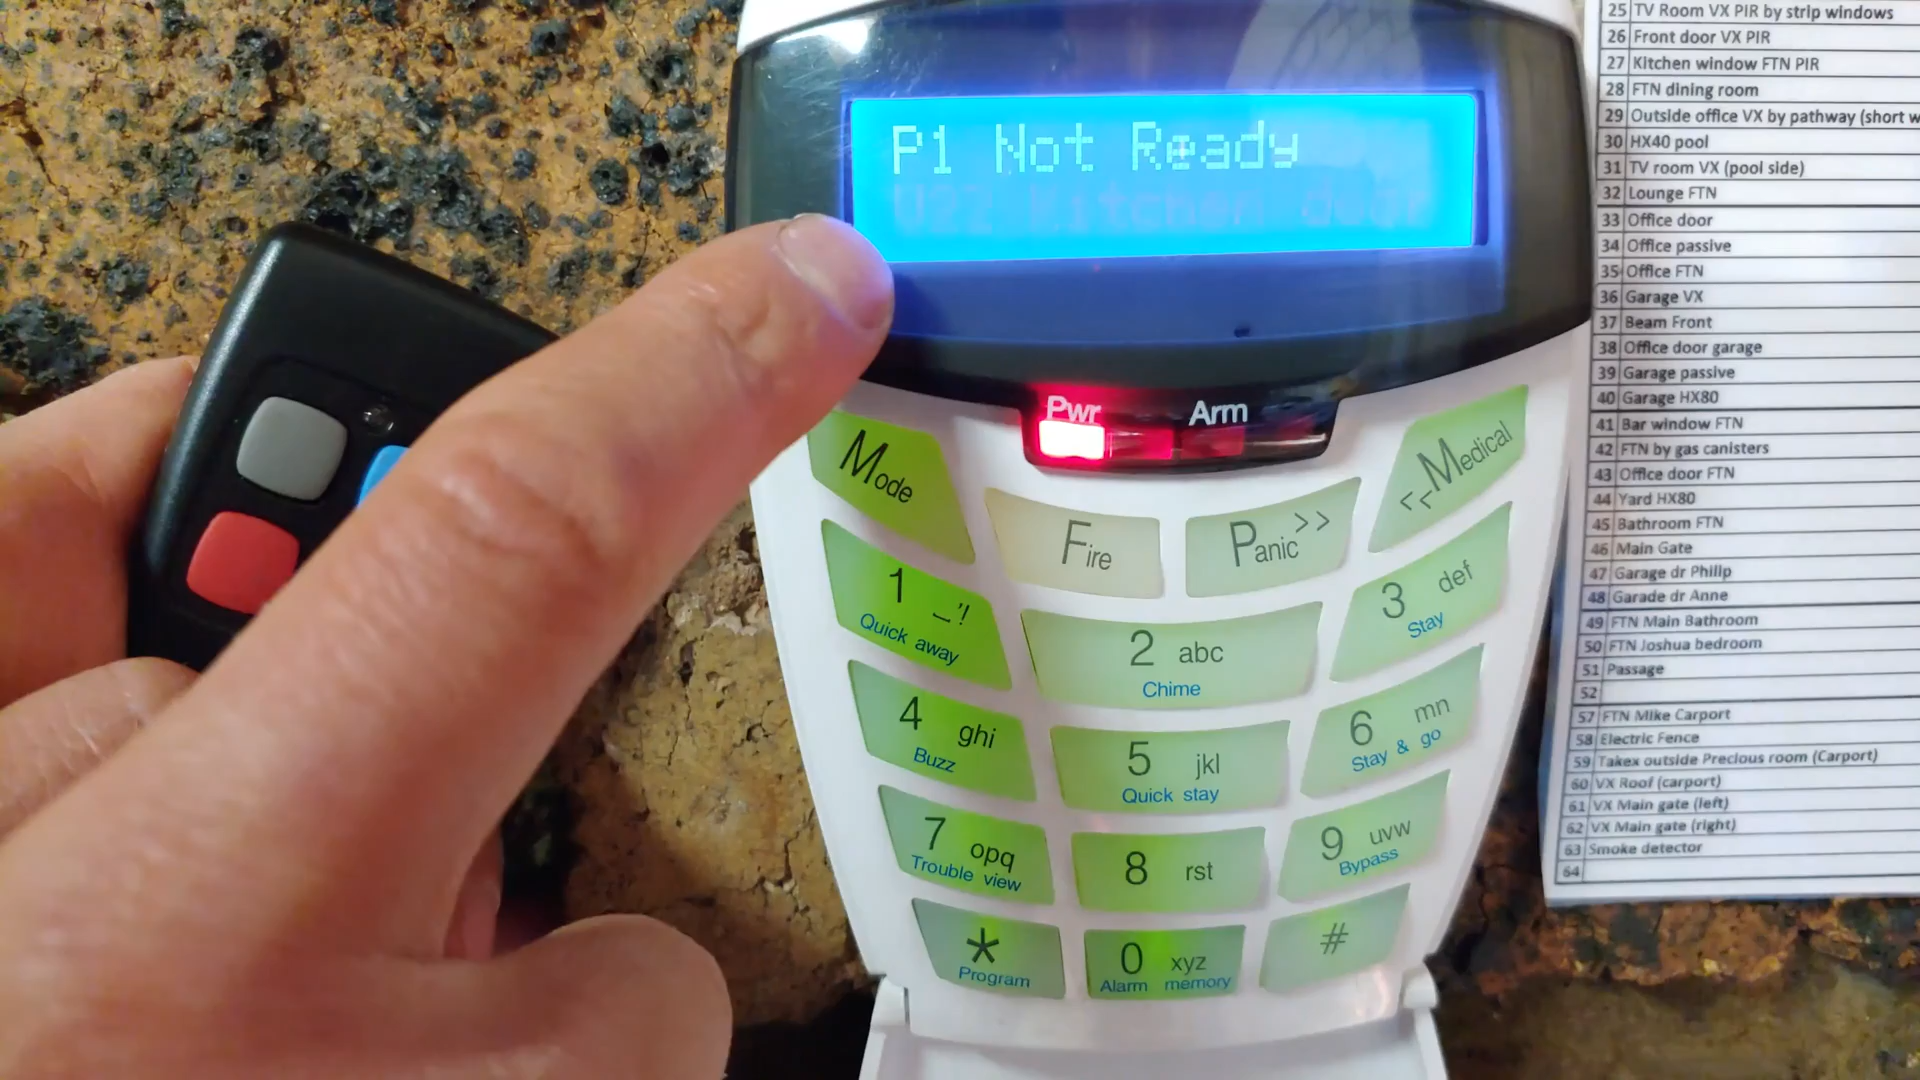 P1 Not Ready
Kitchen door
Pwr
Arm
Mode
Fire
Panic >>
<< Medical
1 _'!
Quick away
2 abc
Chime
3 def
Stay
4 ghi
Buzz
5 jkl
Quick stay
6 mn
Stay & go
7 opq
Trouble view
8 rst
9 uvw
Bypass
*
Program
0 xyz
Alarm memory
#
25 TV Room VX PIR by strip windows
26 Front door VX PIR
27 Kitchen window FTN PIR
28 FTN dining room
29 Outside office VX by pathway (short
30 HX40 pool
31 TV room VX (pool side)
32 Lounge FTN
33 Office door
34 Office passive
35 Office FTN
36 Garage VX
37 Beam Front
38 Office door garage
39 Garage passive
40 Garage HX80
41 Bar window FTN
42 FTN by gas canisters
43 Office door FTN
44 Yard HX80
45 Bathroom FTN
46 Main Gate
47 Garage dr Philip
48 Garade dr Anne
49 FTN Main Bathroom
50 FTN Joshua bedroom
51 Passage
52
57 FTN Mike Carport
58 Electric Fence
59 Takex outside Precious room (Carport)
60 VX Roof (carport)
61 VX Main gate (left)
62 VX Main gate (right)
63 Smoke detector
64